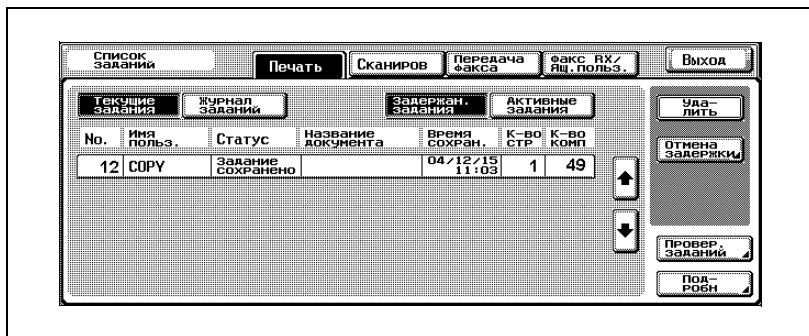 Список заданий
Печать
Сканиров
Передача факса
Факс RX/ Ящ.польз.
Выход
Текущие задания
Журнал заданий
Задержан. задания
Активные задания
Уда-лить
No.
Имя польз.
Статус
Название документа
Время сохран.
К-во стр
К-во комп
Отмена задержки
12
COPY
Задание сохранено
04/12/15 11:03
1
49
Провер. заданий
Под-робн